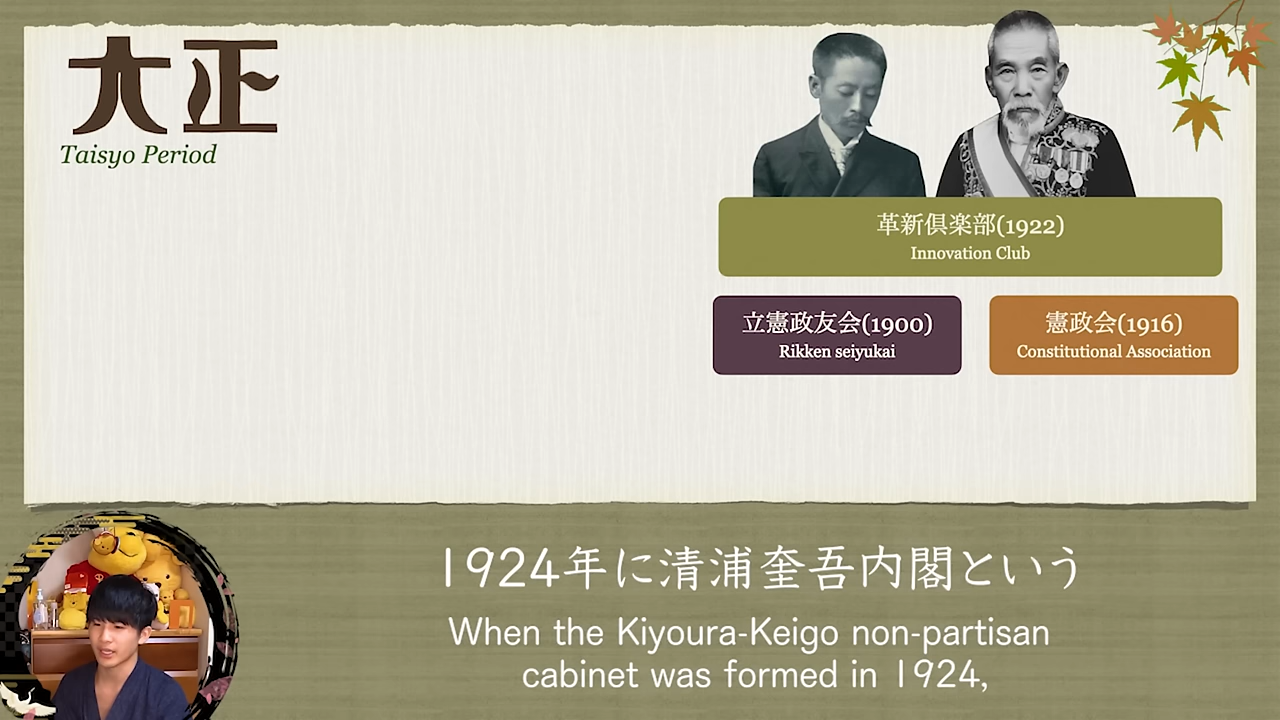 大正
Taisyo Period
革新倶楽部(1922)
Innovation Club
立憲政友会(1900)
Rikken seiyukai
憲政会(1916)
Constitutional Association
1924年に清浦奎吾内閣という
When the Kiyoura-Keigo non-partisan
cabinet was formed in 1924,